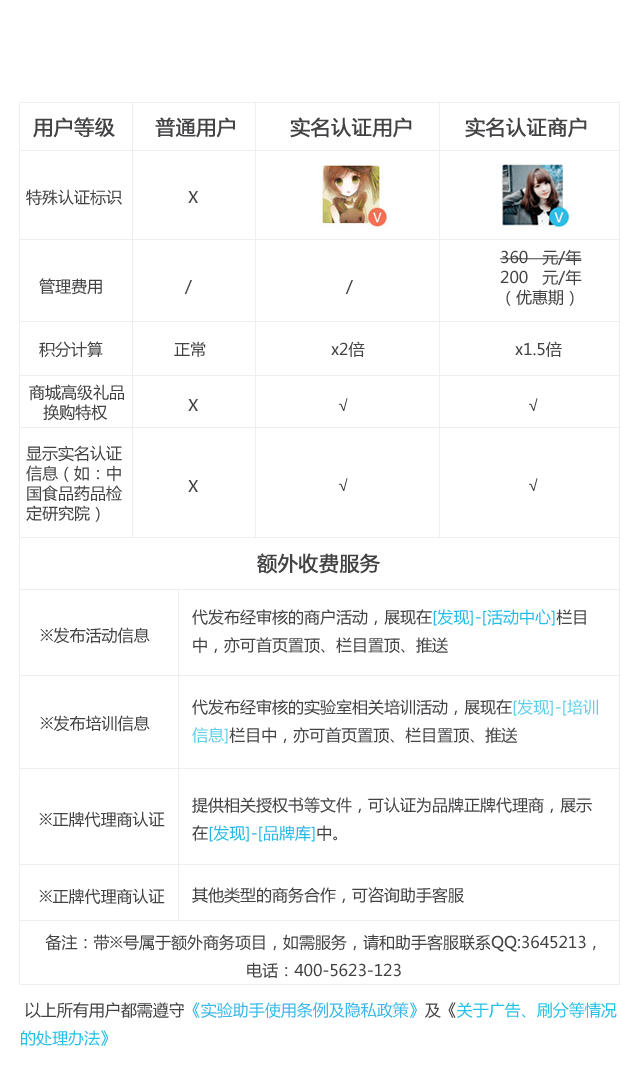 用户等级 普通用户 实名认证用户 实名认证商户
特殊认证标识 X V V
管理费用 / / 360 元/年
200 元/年
（优惠期）
积分计算 正常 x2倍 x1.5倍
商城高级礼品
换购特权 X √ √
显示实名认证
信息（如：中
国食品药品检
定研究院） X √ √
额外收费服务
※发布活动信息 代发布经审核的商户活动，展现在[发现]-[活动中心]栏目
中，亦可首页置顶、栏目置顶、推送
※发布培训信息 代发布经审核的实验室相关培训活动，展现在[发现]-[培训
信息]栏目中，亦可首页置顶、栏目置顶、推送
※正牌代理商认证 提供相关授权书等文件，可认证为品牌正牌代理商，展示
在[发现]-[品牌库]中。
※正牌代理商认证 其他类型的商务合作，可咨询助手客服
备注：带※号属于额外商务项目，如需服务，请和助手客服联系QQ:3645213，
电话：400-5623-123
以上所有用户都需遵守《实验助手使用条例及隐私政策》及《关于广告、刷分等情况
的处理办法》